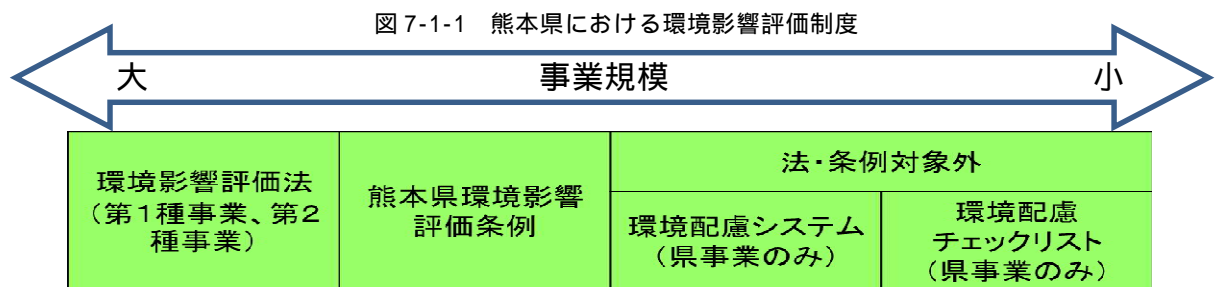 図 7-1-1　熊本県における環境影響評価制度
大　事業規模　小
環境影響評価法
（第１種事業、第２
種事業）
熊本県環境影響
評価条例
法・条例対象外
環境配慮システム
（県事業のみ）
環境配慮
チェックリスト
（県事業のみ）